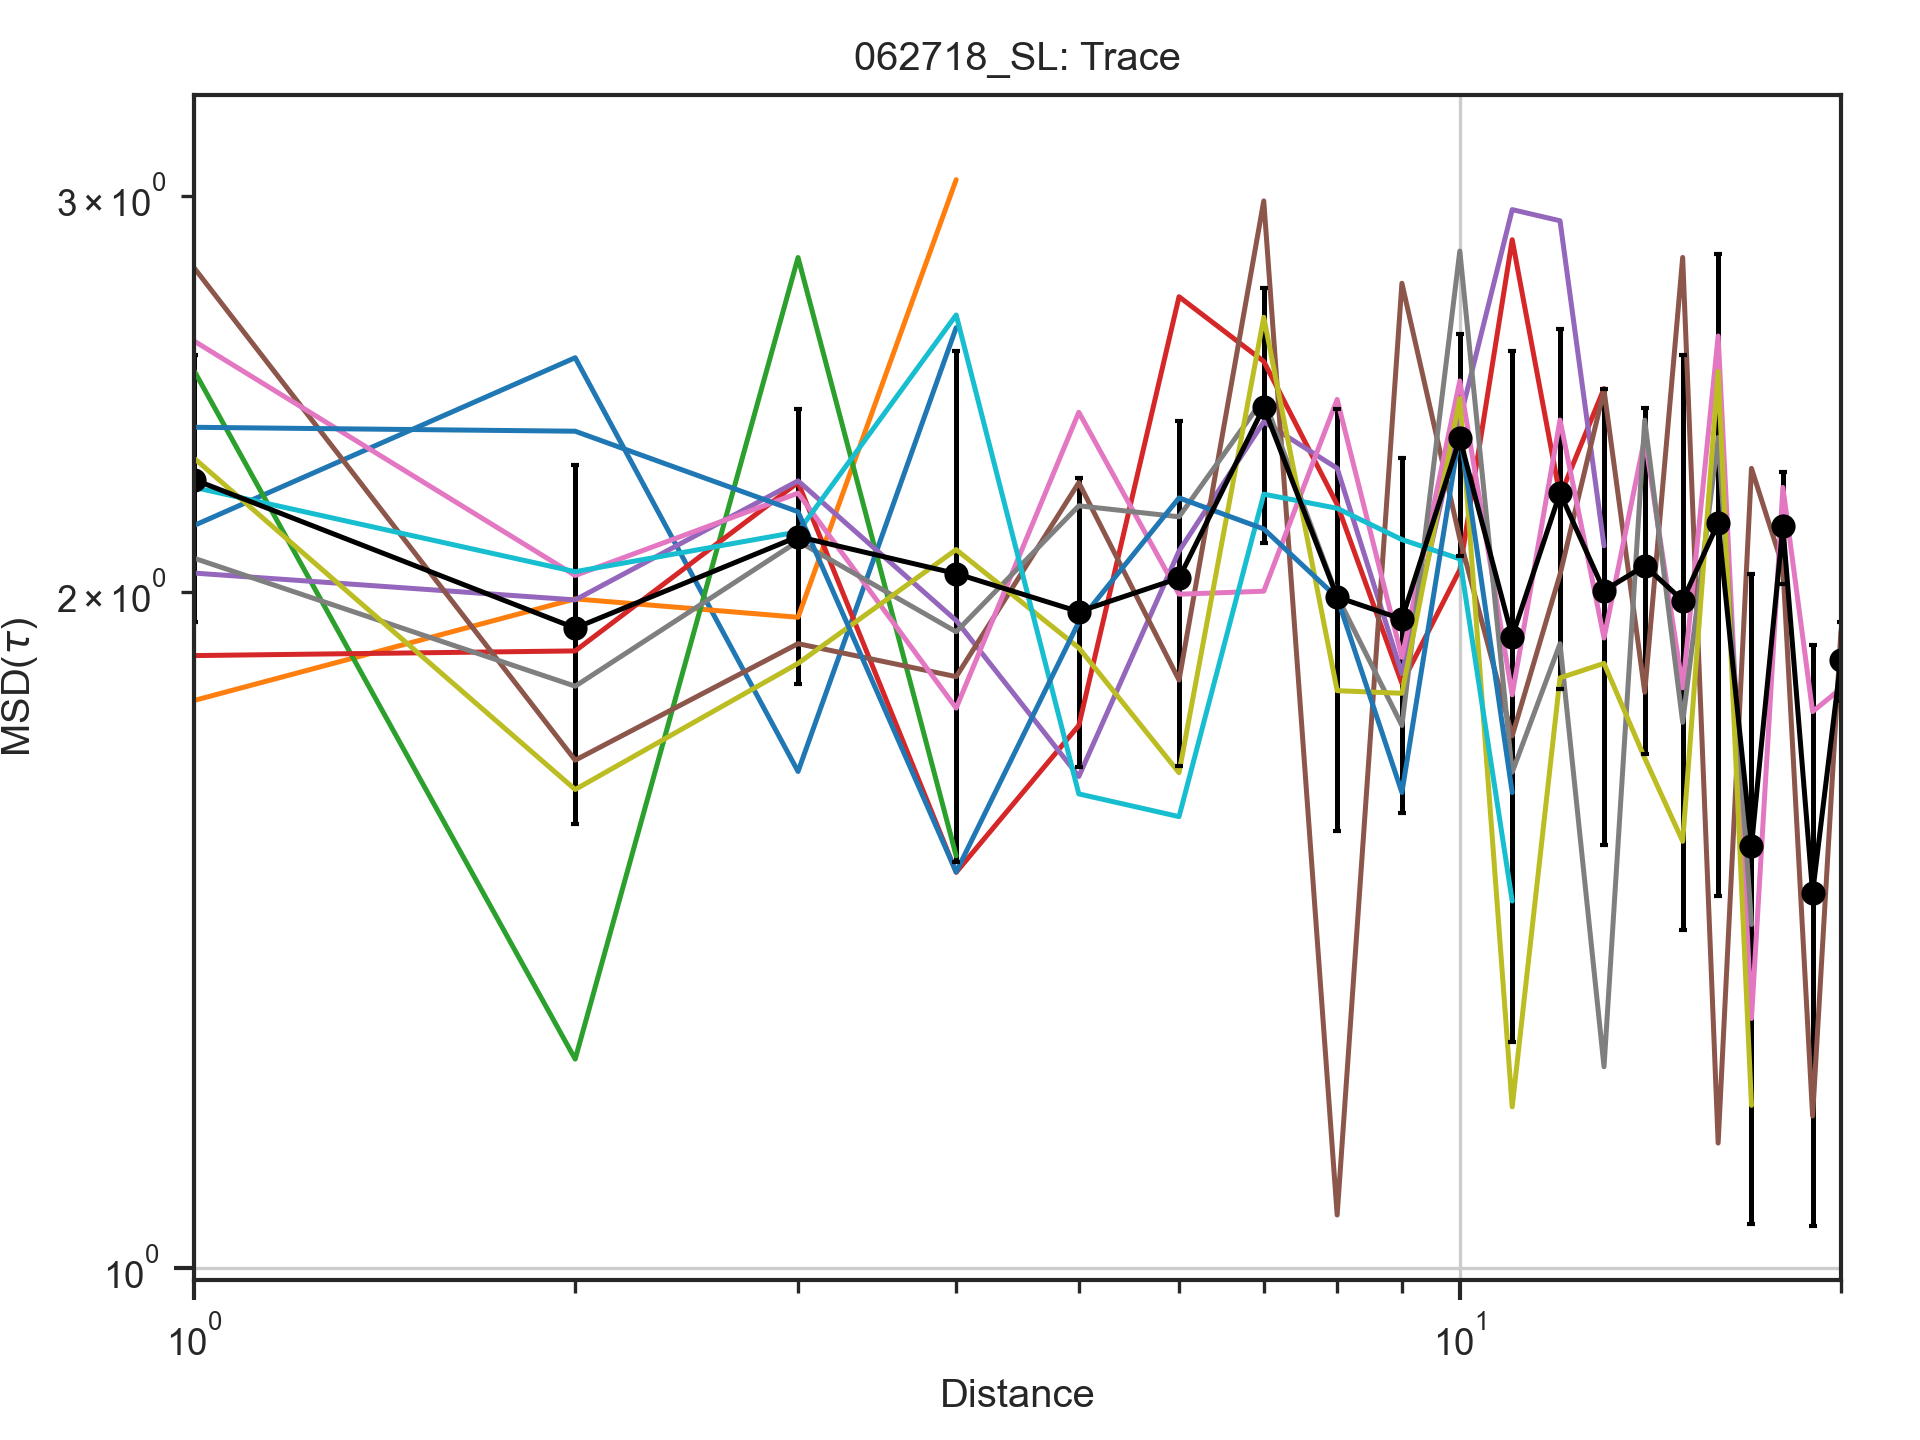 062718_SL: Trace
3 × 10⁰
2 × 10⁰
10⁰
MSD(τ)
10⁰
10¹
Distance